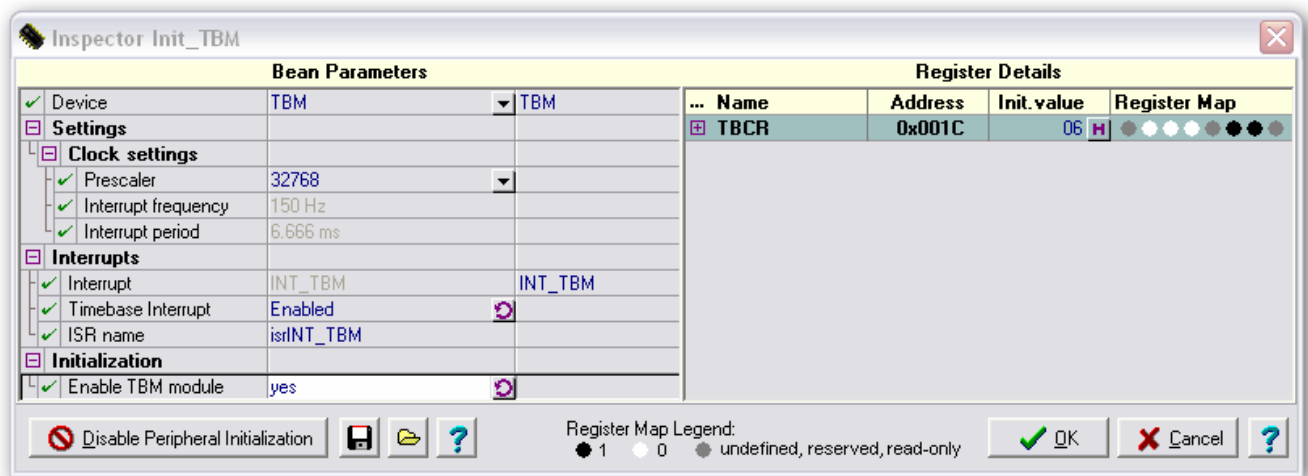 Inspector Init_TBM
Bean Parameters
Register Details
Device TBM TBM
... Name Address Init.value Register Map
Settings
TBCR 0x001C 06 H
Clock settings
Prescaler 32768
Interrupt frequency 150 Hz
Interrupt period 6.666 ms
Interrupts
Interrupt INT_TBM INT_TBM
Timebase Interrupt Enabled
ISR name isrINT_TBM
Initialization
Enable TBM module yes
Disable Peripheral Initialization
?
Register Map Legend:
1 0 undefined, reserved, read-only
OK
Cancel
?